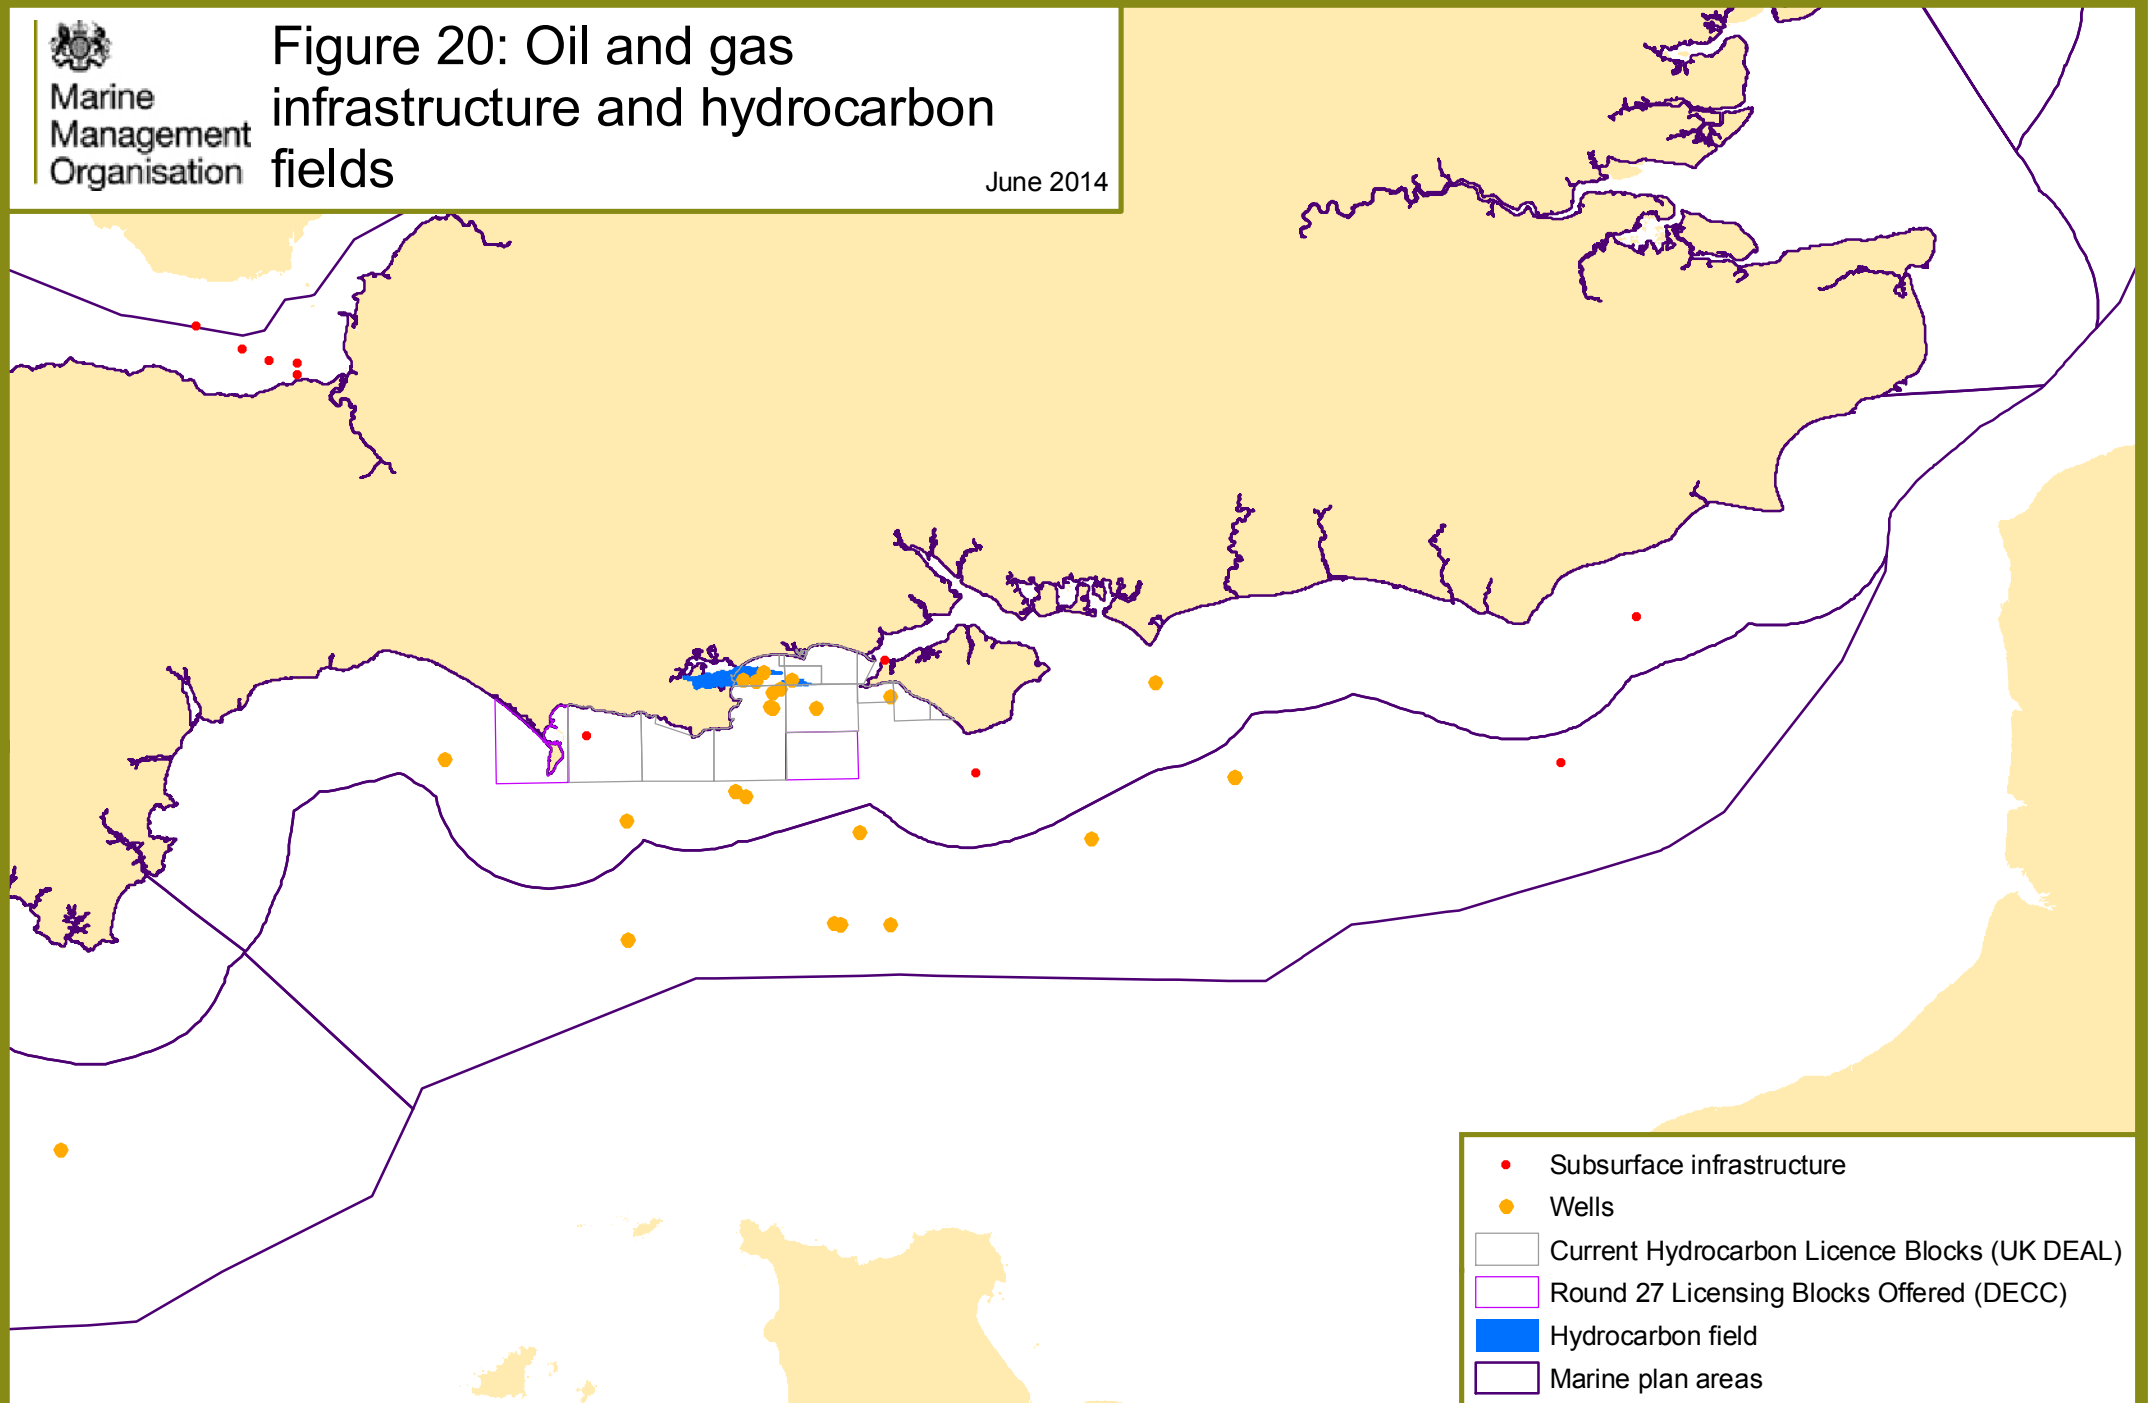 Marine
Management
Organisation
Figure 20: Oil and gas
infrastructure and hydrocarbon
fields
June 2014
Subsurface infrastructure
Wells
Current Hydrocarbon Licence Blocks (UK DEAL)
Round 27 Licensing Blocks Offered (DECC)
Hydrocarbon field
Marine plan areas